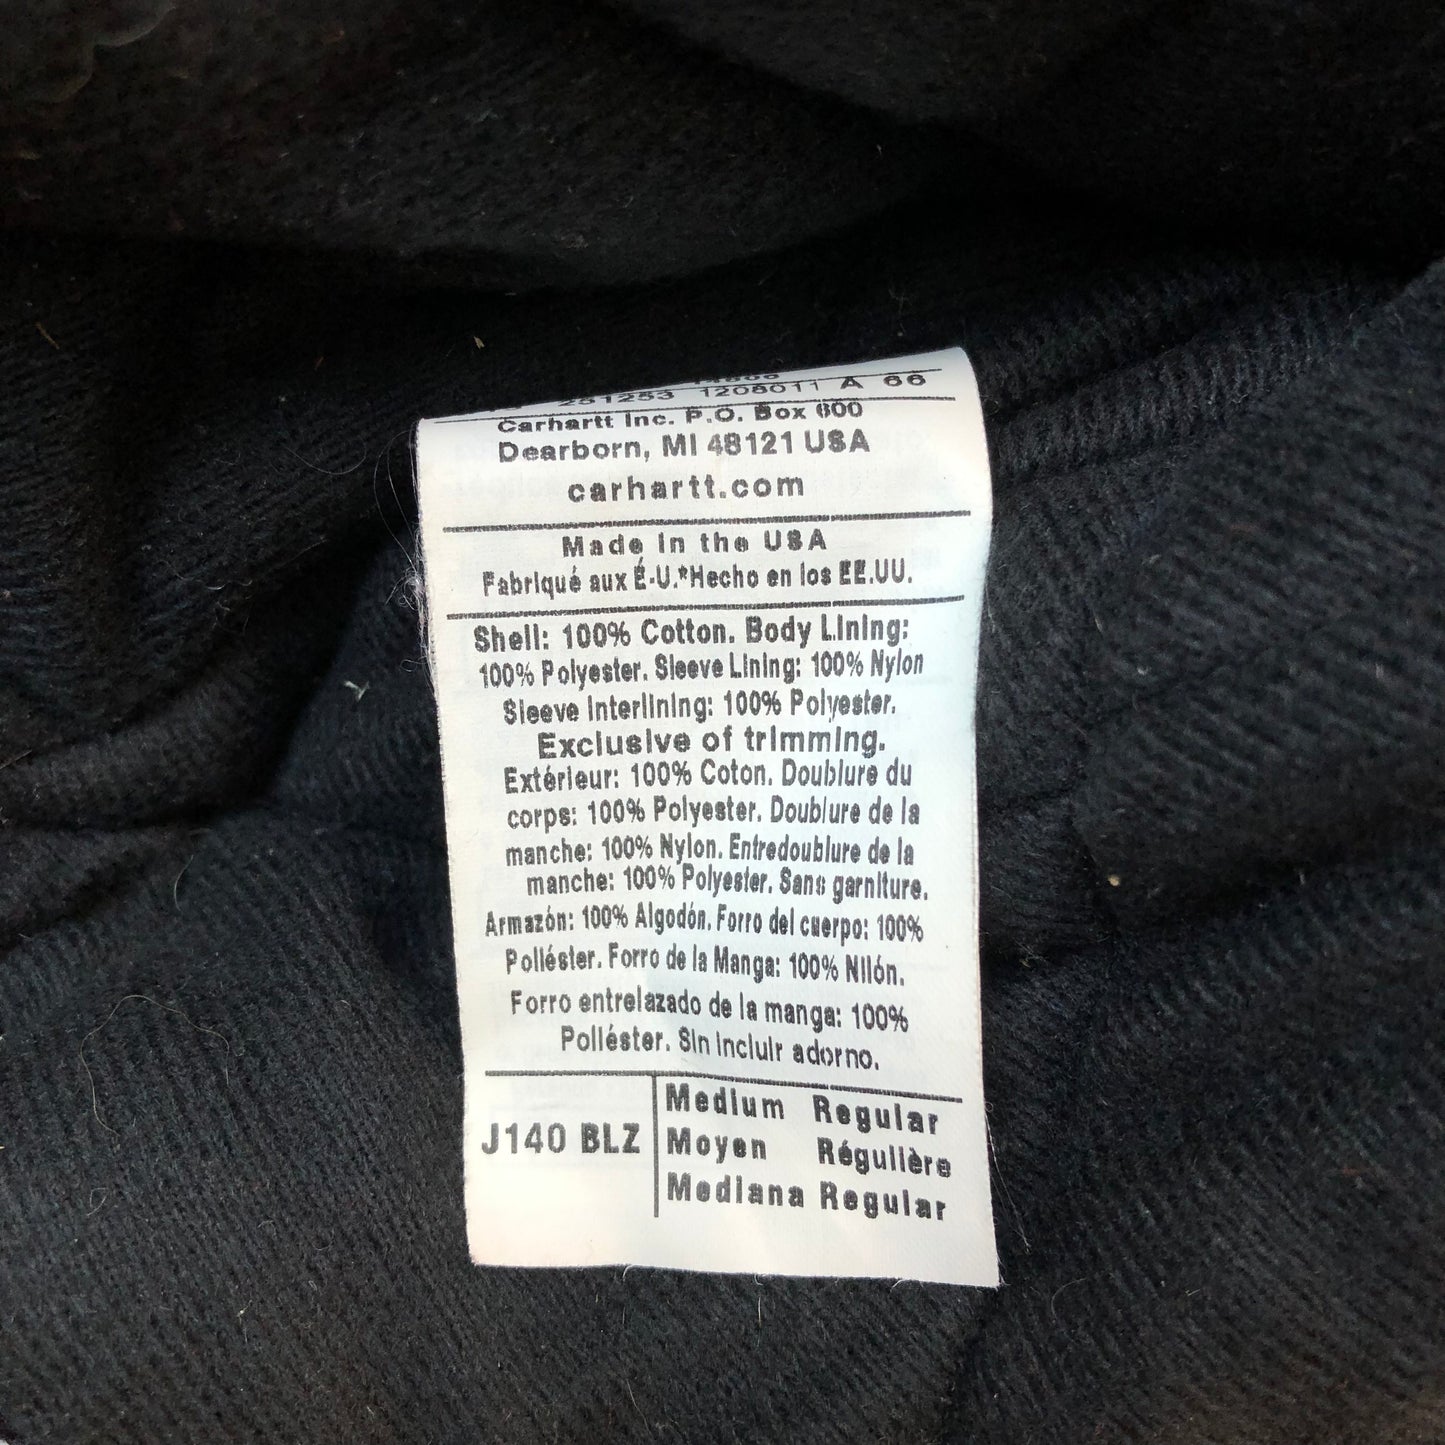 251253 1208011 A 66
Carhartt Inc. P.O. Box 600
Dearborn, MI 48121 USA
carhartt.com
Made in the USA
Fabriqué aux É-U.*Hecho en los EE.UU.
Shell: 100% Cotton. Body Lining:
100% Polyester. Sleeve Lining: 100% Nylon
Sleeve Interlining: 100% Polyester.
Exclusive of trimming.
Extérieur: 100% Coton. Doublure du
corps: 100% Polyester. Doublure de la
manche: 100% Nylon. Entredoublure de la
manche: 100% Polyester. Sans garniture.
Armazón: 100% Algodón. Forro del cuerpo: 100%
Poliéster. Forro de la Manga: 100% Nilón.
Forro entrelazado de la manga: 100%
Poliéster. Sin incluir adorno.
J140 BLZ
Medium Regular
Moyen Régulière
Mediana Regular